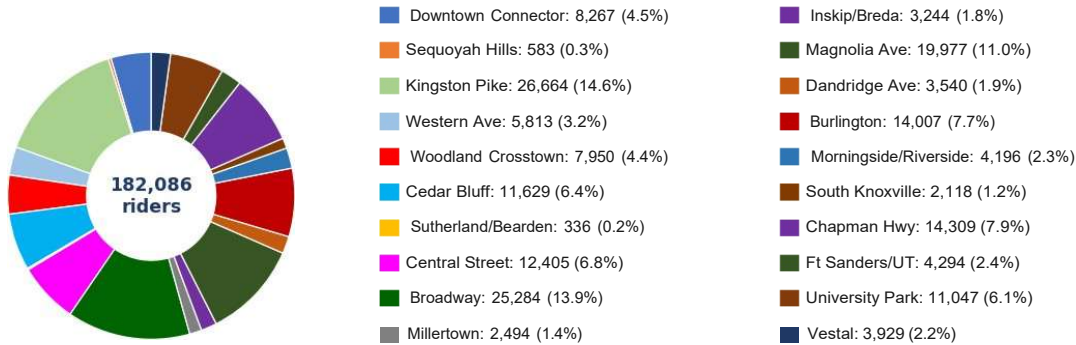 182,086
riders
Downtown Connector: 8,267 (4.5%)
Sequoyah Hills: 583 (0.3%)
Kingston Pike: 26,664 (14.6%)
Western Ave: 5,813 (3.2%)
Woodland Crosstown: 7,950 (4.4%)
Cedar Bluff: 11,629 (6.4%)
Sutherland/Bearden: 336 (0.2%)
Central Street: 12,405 (6.8%)
Broadway: 25,284 (13.9%)
Millertown: 2,494 (1.4%)
Inskip/Breda: 3,244 (1.8%)
Magnolia Ave: 19,977 (11.0%)
Dandridge Ave: 3,540 (1.9%)
Burlington: 14,007 (7.7%)
Morningside/Riverside: 4,196 (2.3%)
South Knoxville: 2,118 (1.2%)
Chapman Hwy: 14,309 (7.9%)
Ft Sanders/UT: 4,294 (2.4%)
University Park: 11,047 (6.1%)
Vestal: 3,929 (2.2%)